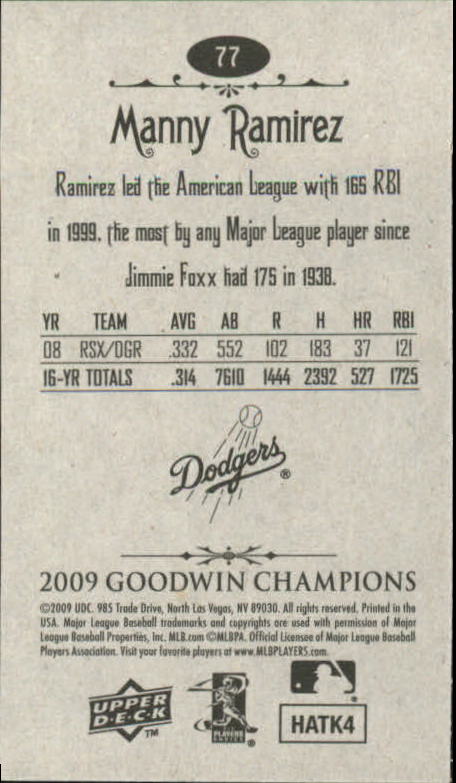 77
Manny Ramirez
Ramirez led the American League with 165 RBI
in 1999, the most by any Major League player since
Jimmie Foxx had 175 in 1938.
YR TEAM AVG AB R H HR RBI
08 RSX/DGR .332 552 102 183 37 121
16-YR TOTALS .314 7610 1444 2392 527 1725
Dodgers ®
2009 GOODWIN CHAMPIONS
©2009 UDC. 985 Trade Drive, North Las Vegas, NV 89030. All rights reserved. Printed in the
USA. Major League Baseball trademarks and copyrights are used with permission of Major
League Baseball Properties, Inc. MLB.com ©MLBPA. Official Licensee of Major League Baseball
Players Association. Visit your favorite players at www.MLBPLAYERS.com.
UPPER
D·E·C·K
TM
PLAYERS
CHOICE ®
HATK4